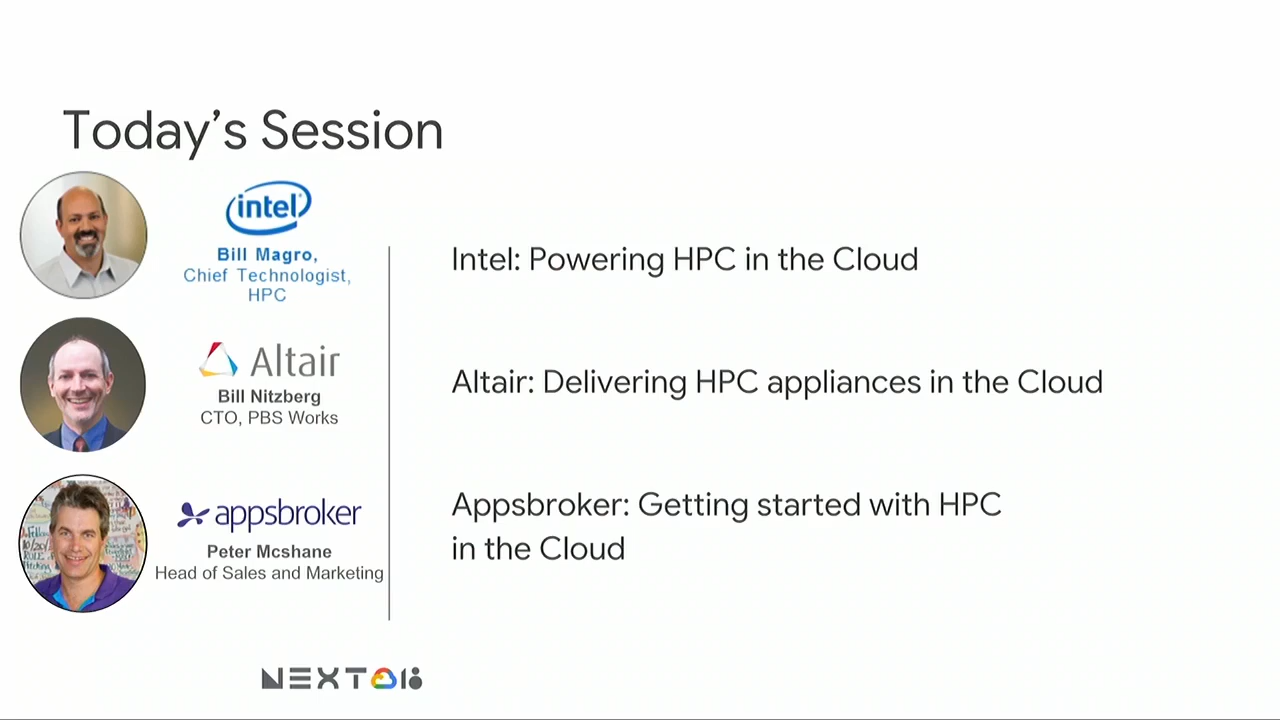 Today's Session
intel
Bill Magro,
Chief Technologist,
HPC
Intel: Powering HPC in the Cloud
Altair
Bill Nitzberg
CTO, PBS Works
Altair: Delivering HPC appliances in the Cloud
appsbroker
Peter Mcshane
Head of Sales and Marketing
Appsbroker: Getting started with HPC
in the Cloud
NEXT 18